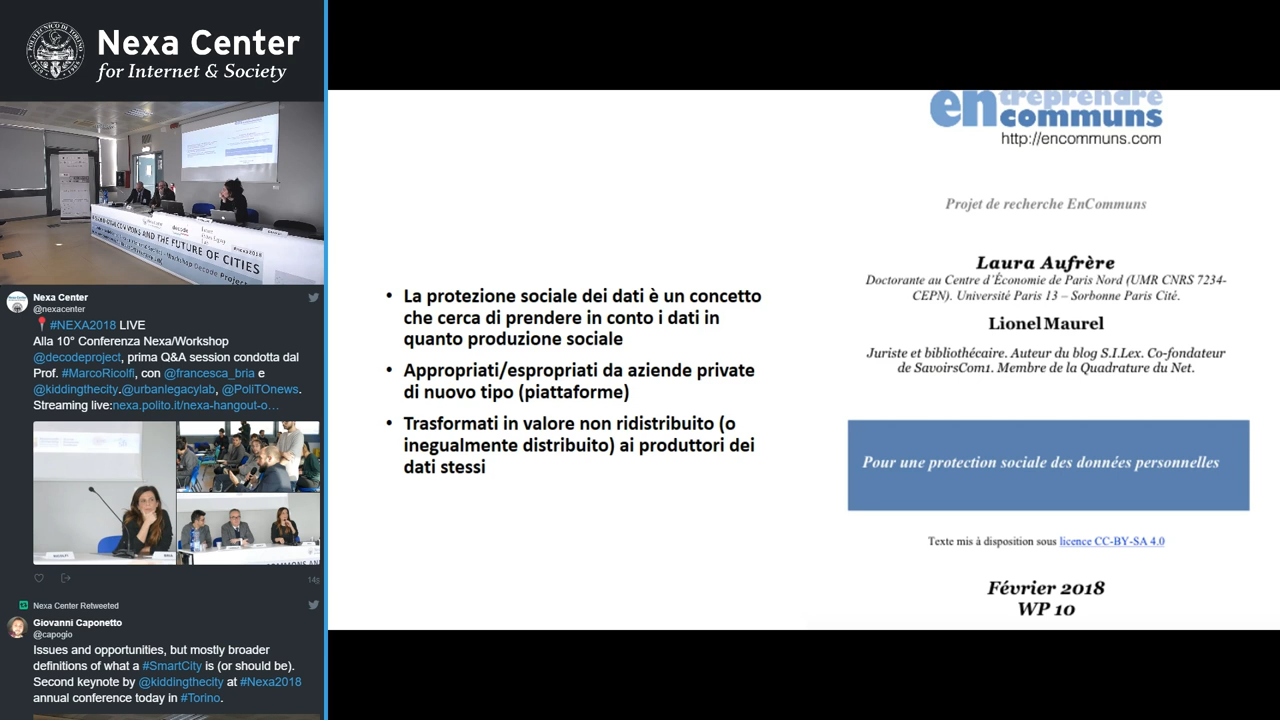 Nexa Center
for Internet & Society
AND THE FUTURE OF CITIES
Nexa Center
@nexacenter
📍#NEXA2018 LIVE
Alla 10° Conferenza Nexa/Workshop
@decodeproject, prima Q&A session condotta dal
Prof. #MarcoRicolfi, con @francesca_bria e
@kiddingthecity.@urbanlegacylab, @PoliTOnews.
Streaming live:nexa.polito.it/nexa-hangout-o…
14s
Nexa Center Retweeted
Giovanni Caponetto
@capogio
Issues and opportunities, but mostly broader
definitions of what a #SmartCity is (or should be).
Second keynote by @kiddingthecity at #Nexa2018
annual conference today in #Torino.
• La protezione sociale dei dati è un concetto
che cerca di prendere in conto i dati in
quanto produzione sociale
• Appropriati/espropriati da aziende private
di nuovo tipo (piattaforme)
• Trasformati in valore non ridistribuito (o
inegualmente distribuito) ai produttori dei
dati stessi
entreprendre
communs
http://encommuns.com
Projet de recherche EnCommuns
Laura Aufrère
Doctorante au Centre d'Économie de Paris Nord (UMR CNRS 7234-
CEPN). Université Paris 13 – Sorbonne Paris Cité.
Lionel Maurel
Juriste et bibliothécaire. Auteur du blog S.I.Lex. Co-fondateur
de SavoirsCom1. Membre de la Quadrature du Net.
Pour une protection sociale des données personnelles
Texte mis à disposition sous licence CC-BY-SA 4.0
Février 2018
WP 10